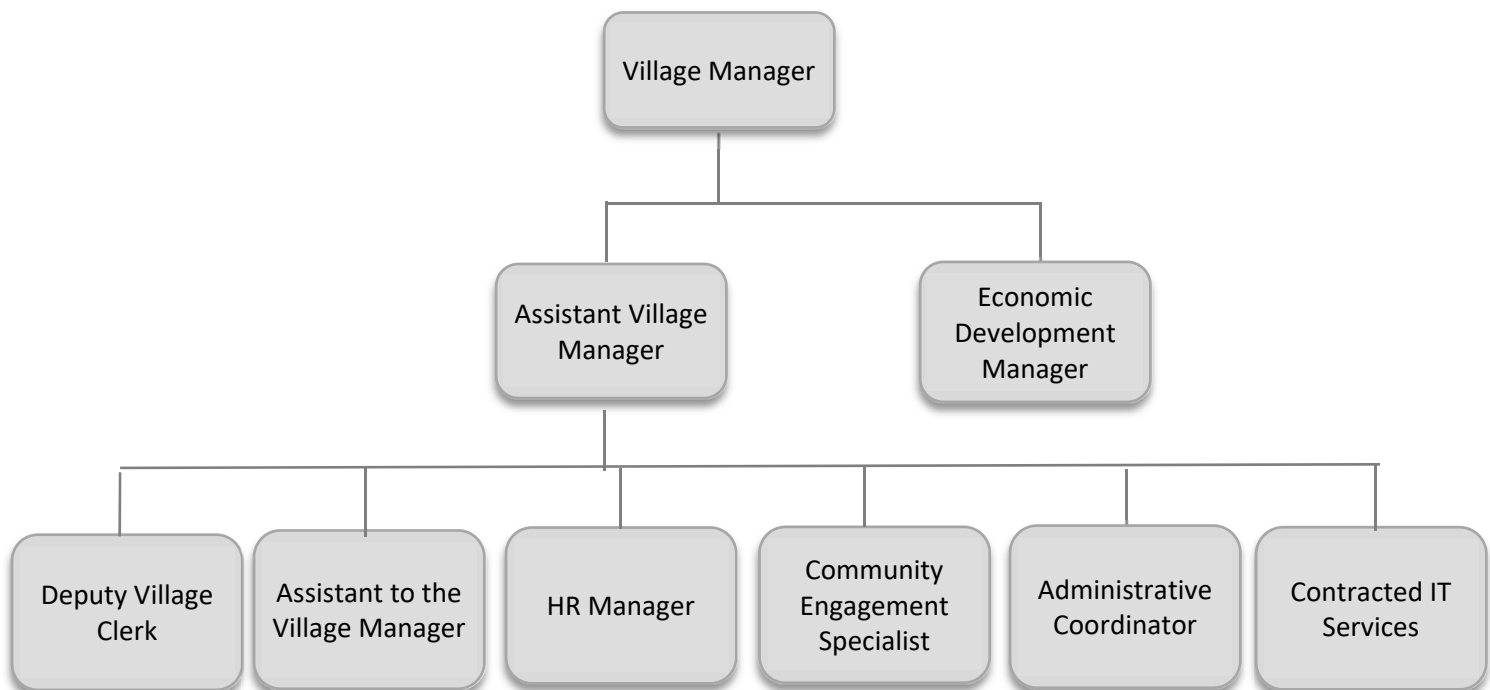 Village Manager
Assistant Village
Manager
Economic
Development
Manager
Deputy Village
Clerk
Assistant to the
Village Manager
HR Manager
Community
Engagement
Specialist
Administrative
Coordinator
Contracted IT
Services